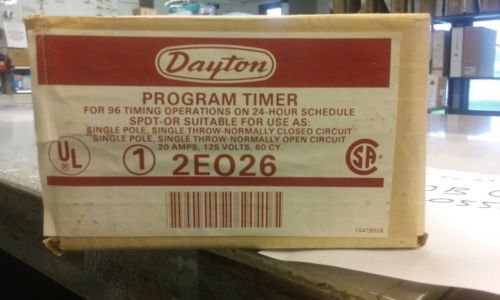 Dayton
PROGRAM TIMER
FOR 96 TIMING OPERATIONS ON 24-HOUR SCHEDULE
SPDT-OR SUITABLE FOR USE AS:
SINGLE POLE, SINGLE THROW-NORMALLY CLOSED CIRCUIT
SINGLE POLE, SINGLE THROW-NORMALLY OPEN CIRCUIT
20 AMPS, 125 VOLTS, 60 CY.
UL
1
2E026
SA